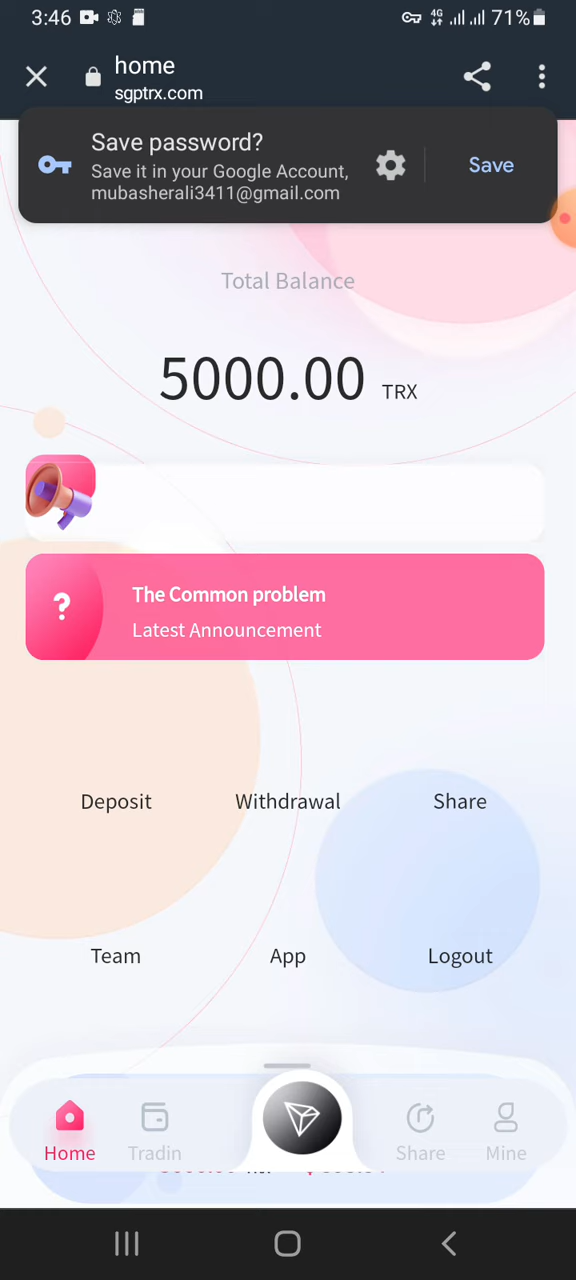 3:46 4G 71%
home
sgptrx.com
Save password?
Save it in your Google Account,
mubasherali3411@gmail.com
Save
Total Balance
5000.00 TRX
?
The Common problem
Latest Announcement
Deposit Withdrawal Share
Team App Logout
Home Tradin Share Mine